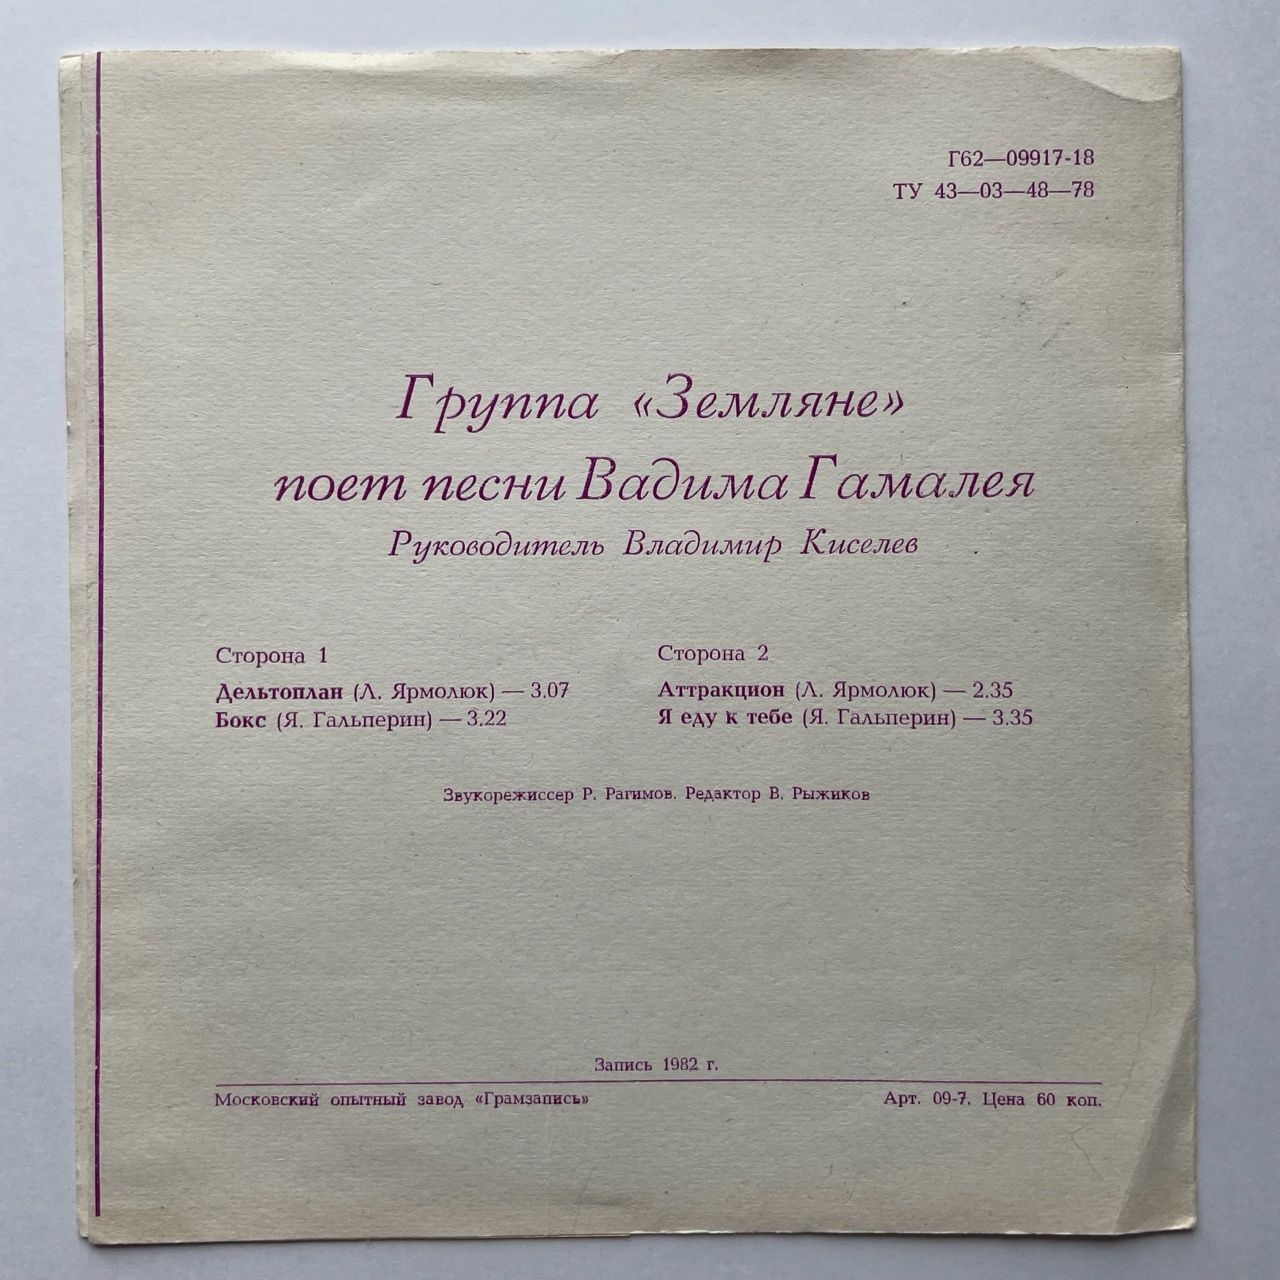 Г62—09917-18
ТУ 43—03—48—78
Группа «Земляне»
поет песни Вадима Гамалея
Руководитель Владимир Киселев
Сторона 1
Дельтоплан (Л. Ярмолюк) — 3.07
Бокс (Я. Гальперин) — 3.22
Сторона 2
Аттракцион (Л. Ярмолюк) — 2.35
Я еду к тебе (Я. Гальперин) — 3.35
Звукорежиссер Р. Рагимов. Редактор В. Рыжиков
Запись 1982 г.
Московский опытный завод «Грамзапись»
Арт. 09-7. Цена 60 коп.